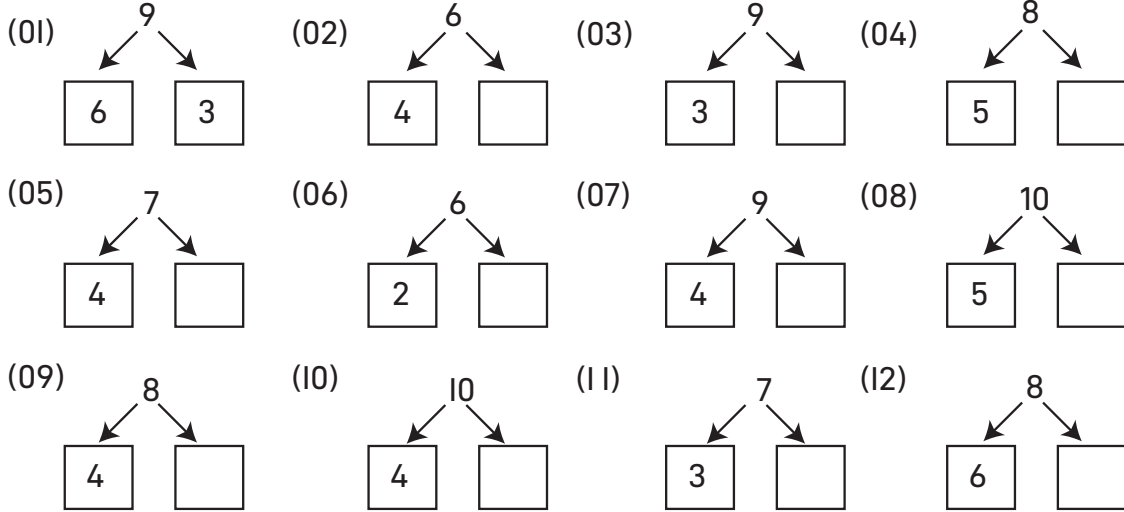 (01) 9 (02) 6 (03) 9 (04) 8
6 3 4 3 5
(05) 7 (06) 6 (07) 9 (08) 10
4 2 4 5
(09) 8 (10) 10 (11) 7 (12) 8
4 4 3 6